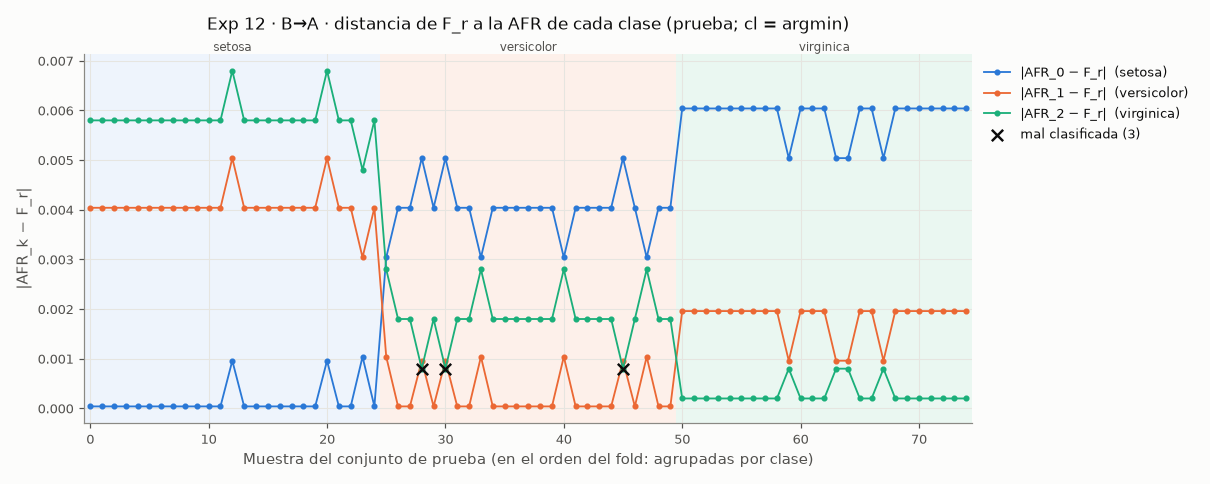 Exp 12 · B→A · distancia de F_r a la AFR de cada clase (prueba; cl = argmin)
setosa
versicolor
virginica
|AFR_0 − F_r| (setosa)
|AFR_1 − F_r| (versicolor)
|AFR_2 − F_r| (virginica)
mal clasificada (3)
|AFR_k − F_r|
0.007
0.006
0.005
0.004
0.003
0.002
0.001
0.000
0
10
20
30
40
50
60
70
Muestra del conjunto de prueba (en el orden del fold: agrupadas por clase)